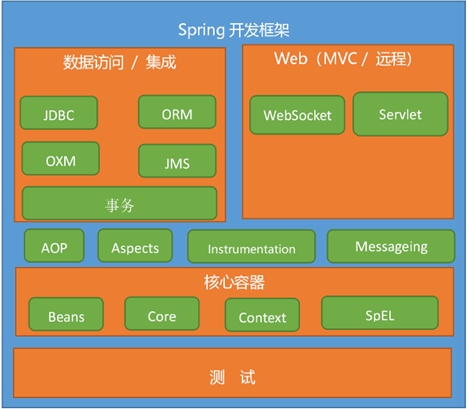 Spring 开发框架
数据访问 / 集成
JDBC
ORM
OXM
JMS
事务
Web（MVC / 远程）
WebSocket
Servlet
AOP
Aspects
Instrumentation
Messageing
核心容器
Beans
Core
Context
SpEL
测 试